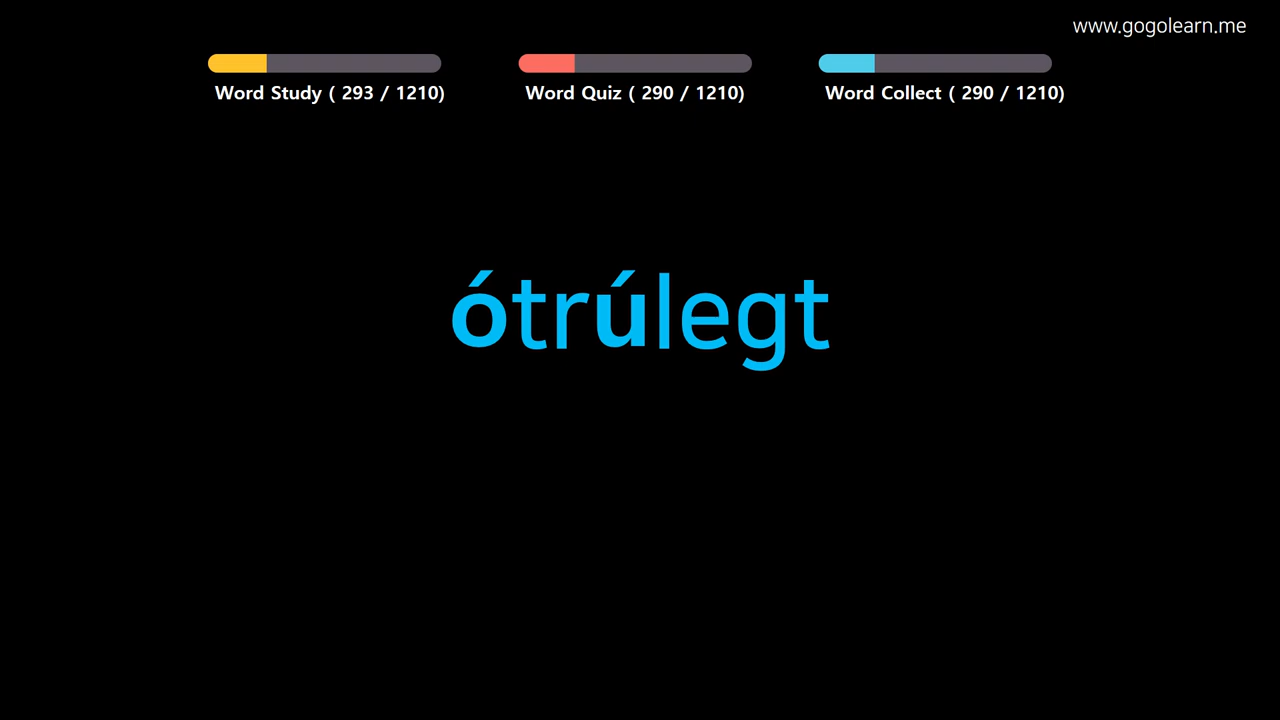 www.gogolearn.me
Word Study ( 293 / 1210)
Word Quiz ( 290 / 1210)
Word Collect ( 290 / 1210)
ótrúlegt